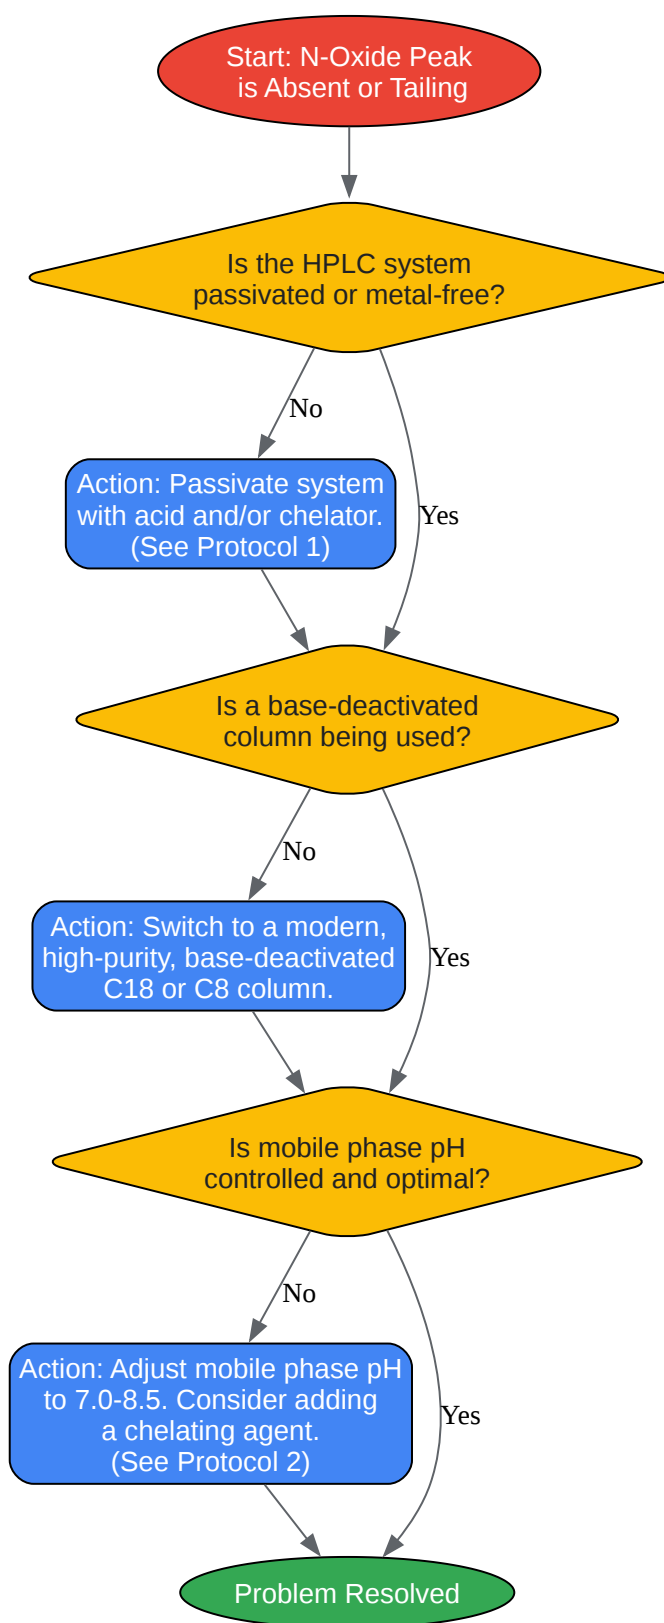 Start: N-Oxide Peak
is Absent or Tailing
Is the HPLC system
passivated or metal-free?
No
Action: Passivate system
with acid and/or chelator.
(See Protocol 1)
Yes
Is a base-deactivated
column being used?
No
Action: Switch to a modern,
high-purity, base-deactivated
C18 or C8 column.
Yes
Is mobile phase pH
controlled and optimal?
No
Action: Adjust mobile phase pH
to 7.0-8.5. Consider adding
a chelating agent.
(See Protocol 2)
Yes
Problem Resolved